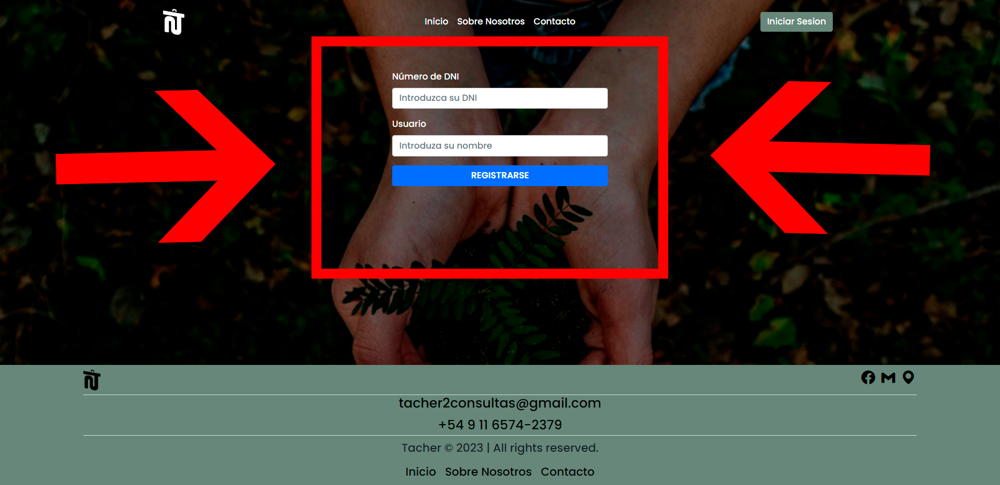 Inicio Sobre Nosotros Contacto Iniciar Sesion
Número de DNI
Introduzca su DNI
Usuario
Introduza su nombre
REGISTRARSE
tacher2consultas@gmail.com
+54 9 11 6574-2379
Tacher © 2023 | All rights reserved.
Inicio Sobre Nosotros Contacto